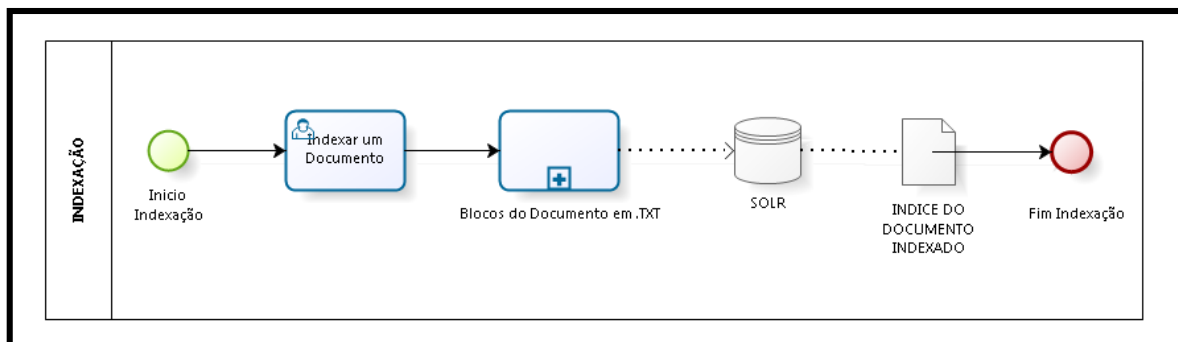 INDEXAÇÃO
Inicio
Indexação
Indexar um
Documento
Blocos do Documento em .TXT
SOLR
INDICE DO
DOCUMENTO
INDEXADO
Fim Indexação